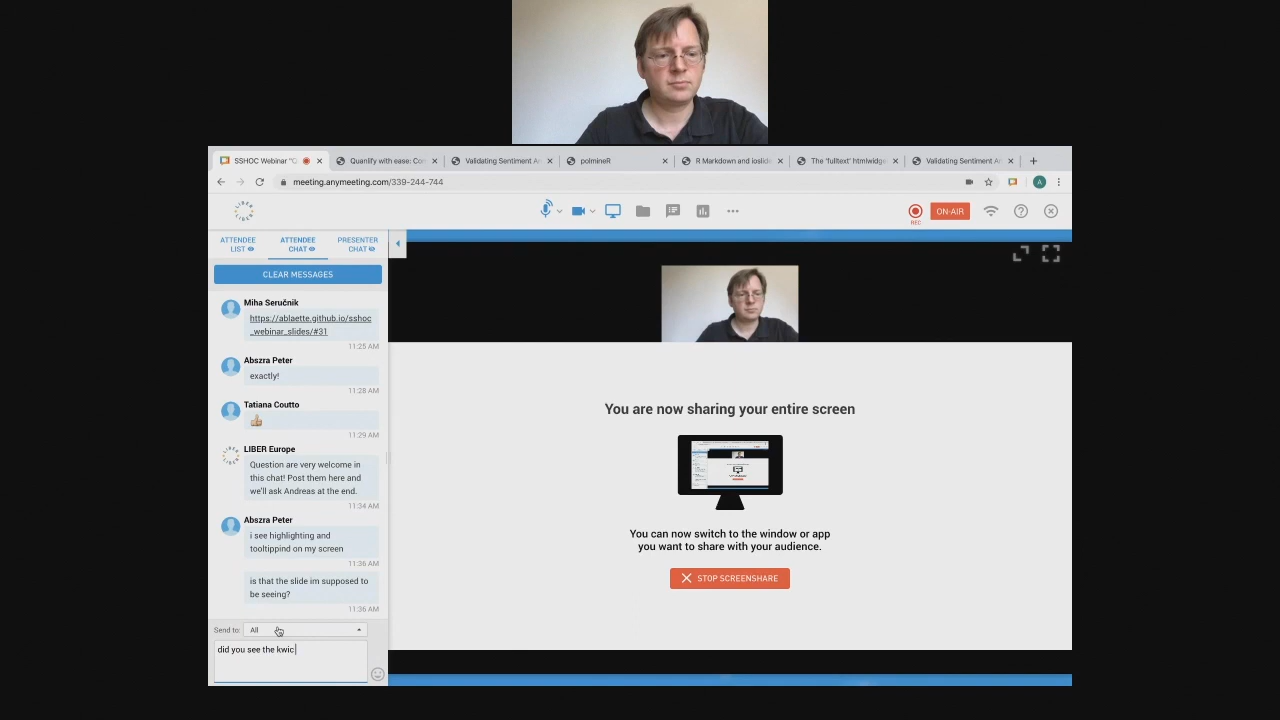 SSHOC Webinar "Q
Quanlify with ease: Con
Validating Sentiment An
polmineR
R Markdown and ioslide
The 'fulltext' htmlwidge
Validating Sentiment An
meeting.anymeeting.com/339-244-744
A
REC
ON-AIR
ATTENDEE LIST
ATTENDEE CHAT
PRESENTER CHAT
CLEAR MESSAGES
Miha Seručnik
https://ablaette.github.io/sshoc
_webinar_slides/#31
11:25 AM
Abszra Peter
exactly!
11:28 AM
Tatiana Coutto
11:29 AM
LIBER Europe
Question are very welcome in
this chat! Post them here and
we'll ask Andreas at the end.
11:34 AM
Abszra Peter
i see highlighting and
tooltippind on my screen
11:36 AM
is that the slide im supposed to
be seeing?
11:36 AM
Send to: All
did you see the kwic
You are now sharing your entire screen
You can now switch to the window or app
you want to share with your audience.
STOP SCREENSHARE